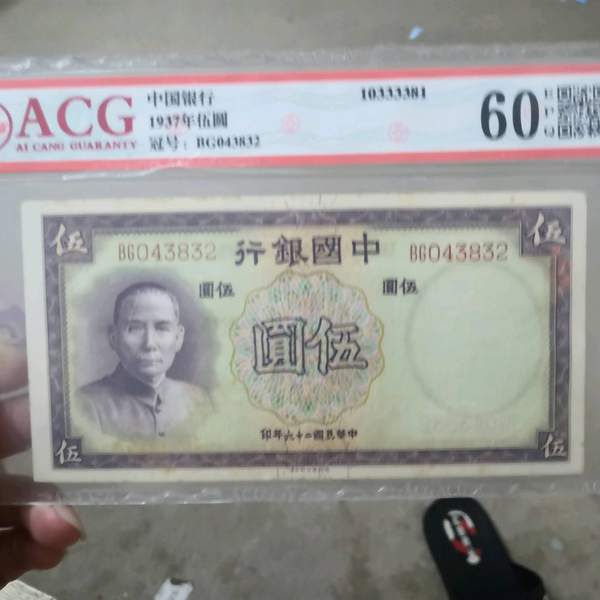 ACG
AI CANG GUARANTY
中国银行
1937年伍圆
冠号: BG043832
10333381
60
E
P
Q
伍
伍
BG043832
行銀國中
BG043832
圓伍
圓伍
圓伍
印年六十二國民華中
伍
伍